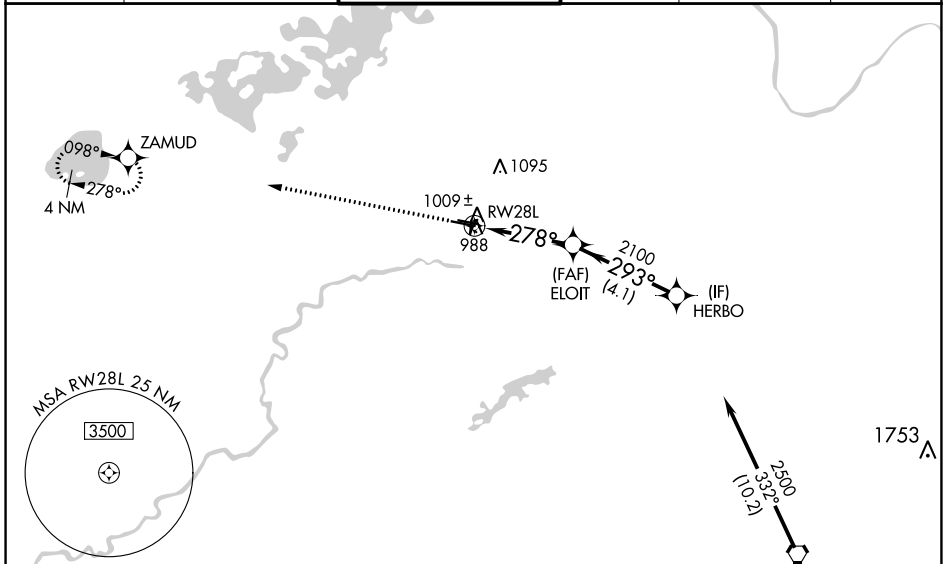 ZAMUD
098°
278°
4 NM
1095
1009 ±
RW28L
988
278°
(FAF)
ELOIT
2100
293°
(4.1)
(IF)
HERBO
MSA RW28L 25 NM
3500
1753
2500
332°
(10.2)